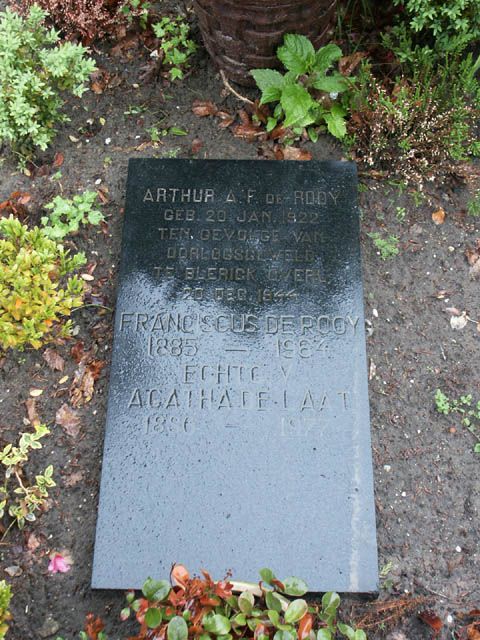 ARTHUR A.F. DE ROOY
GEB. 20 JAN. 1922
TEN GEVOLGE VAN
OORLOGSGEWELD
TE BLERICK OVERL.
20 DEC. 1944
FRANCISCUS DE ROOY
1885 — 1964
ECHTG. V.
AGATHA DE LAAT
1886 - 1977